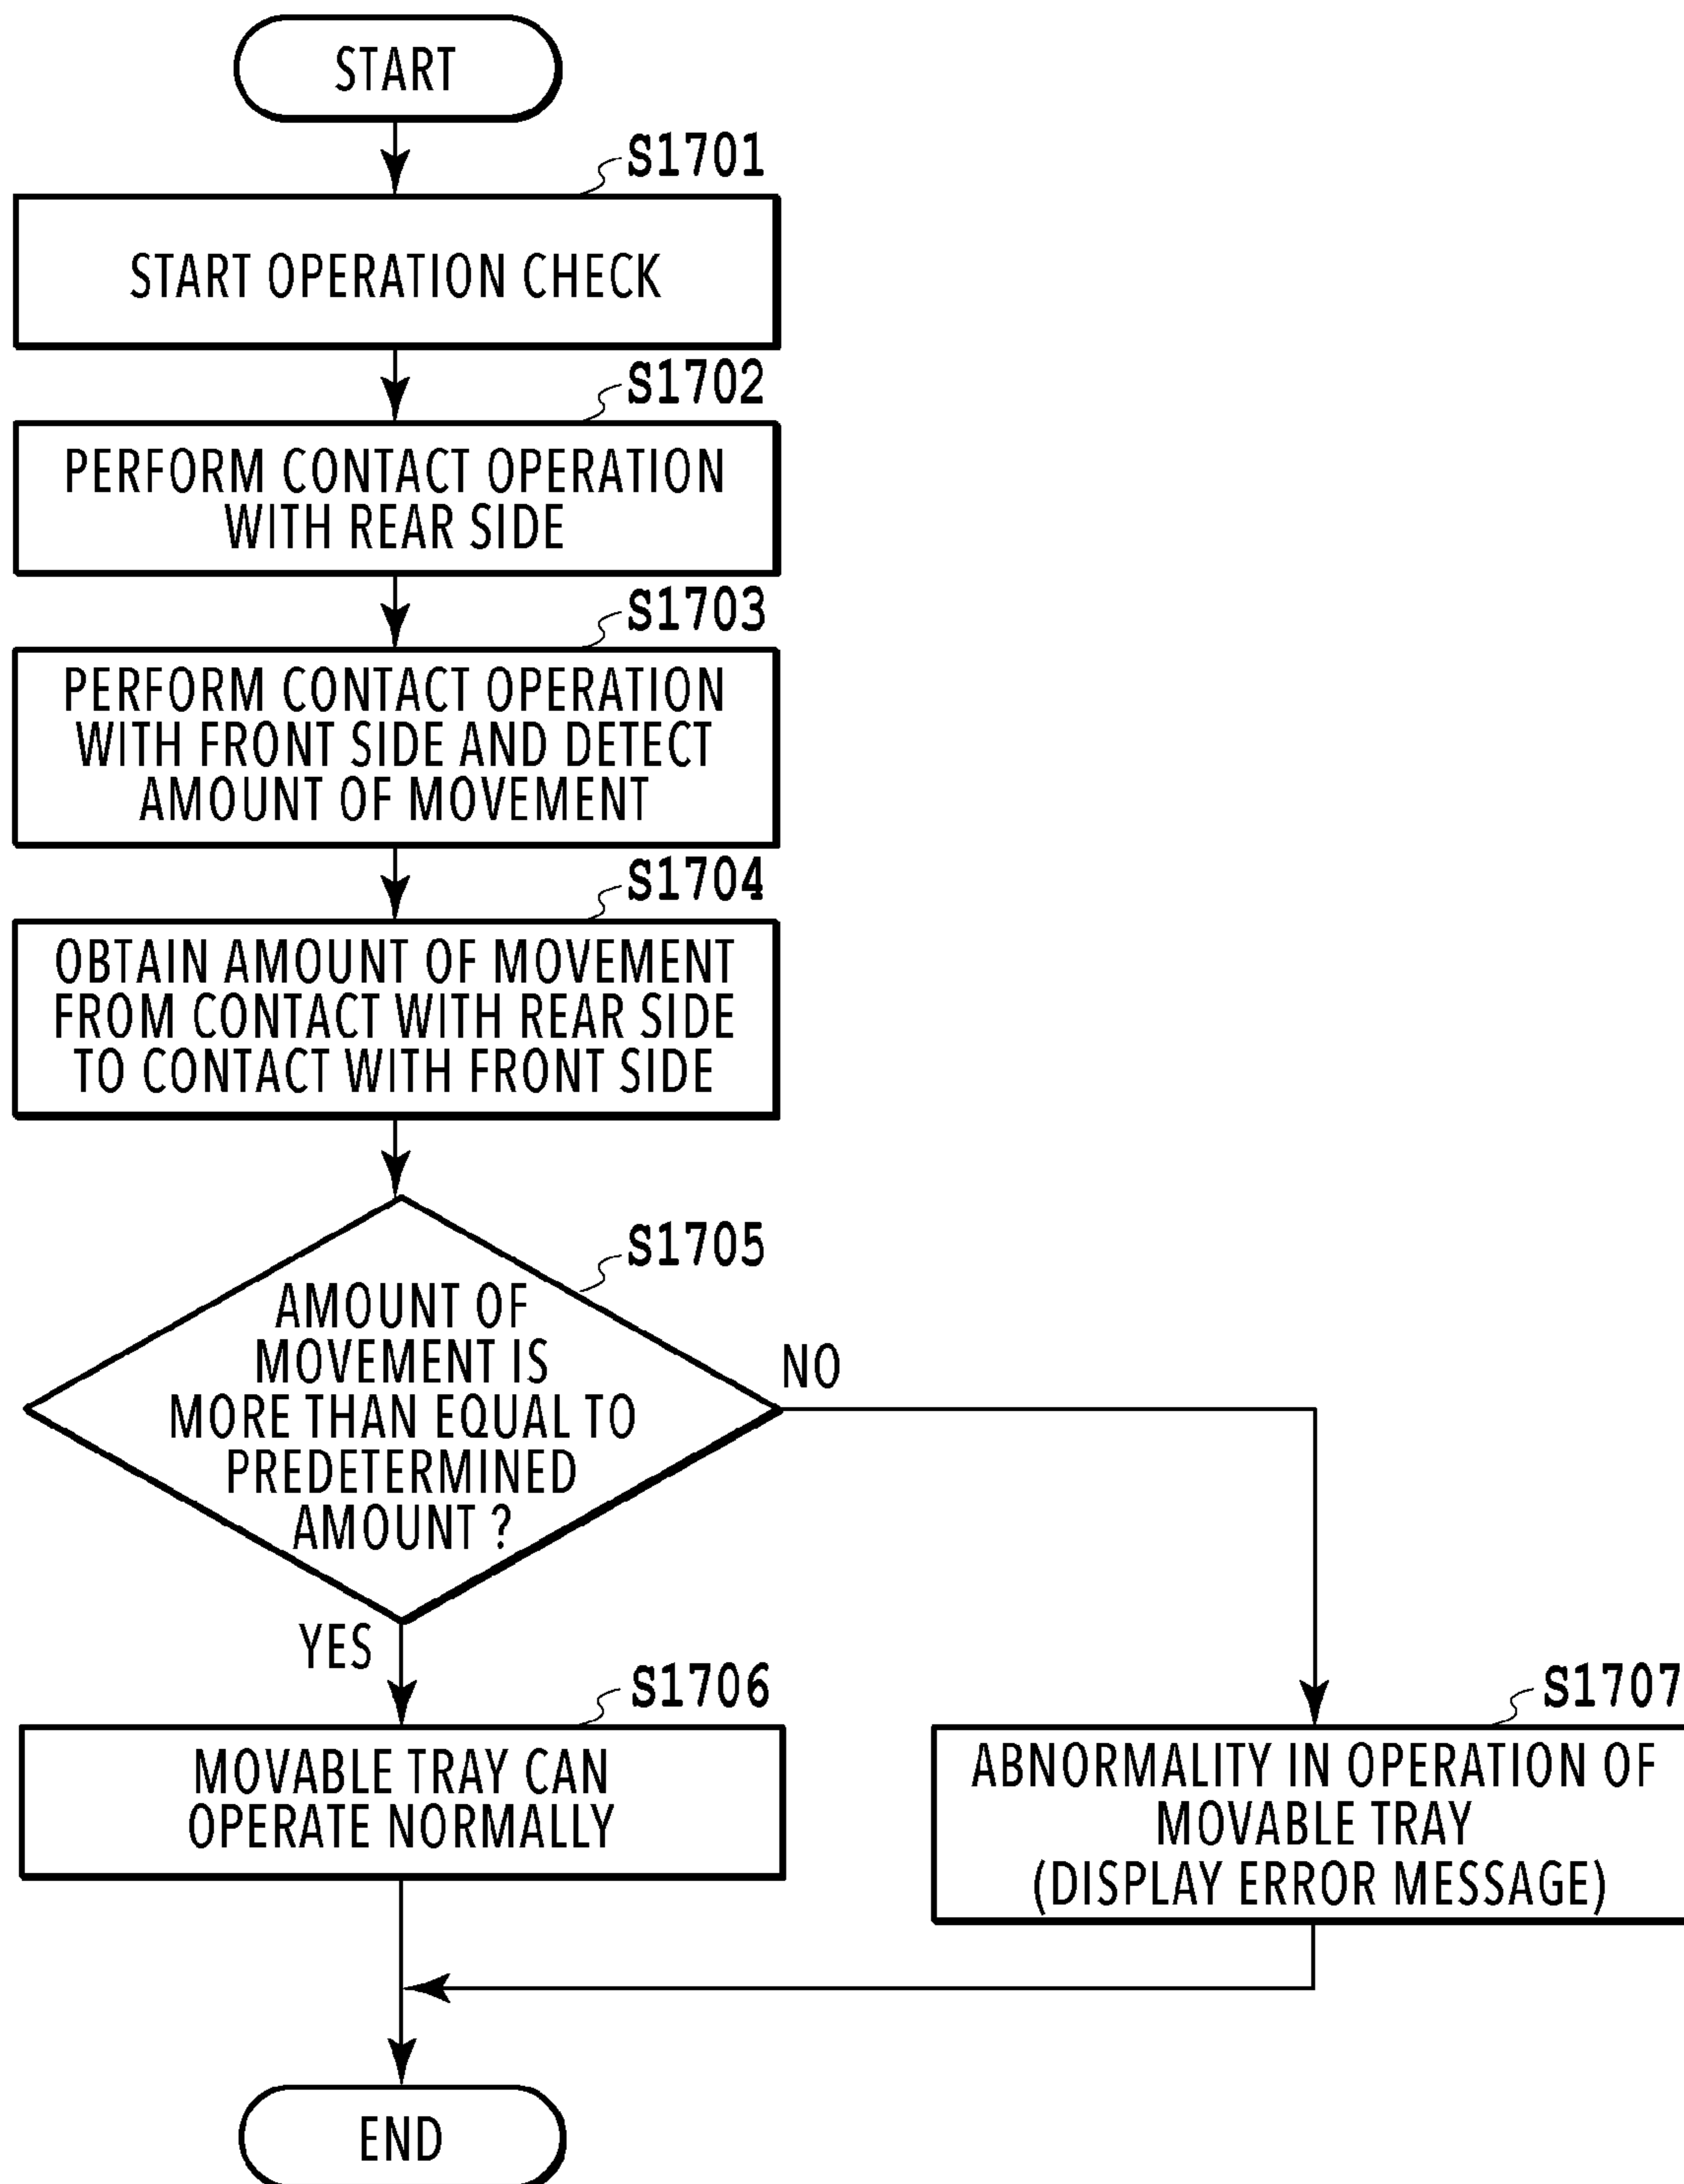 START
S1701
START OPERATION CHECK
S1702
PERFORM CONTACT OPERATION
WITH REAR SIDE
S1703
PERFORM CONTACT OPERATION
WITH FRONT SIDE AND DETECT
AMOUNT OF MOVEMENT
S1704
OBTAIN AMOUNT OF MOVEMENT
FROM CONTACT WITH REAR SIDE
TO CONTACT WITH FRONT SIDE
S1705
AMOUNT OF
MOVEMENT IS
MORE THAN EQUAL TO
PREDETERMINED
AMOUNT ?
NO
YES
S1706
MOVABLE TRAY CAN
OPERATE NORMALLY
S1707
ABNORMALITY IN OPERATION OF
MOVABLE TRAY
(DISPLAY ERROR MESSAGE)
END